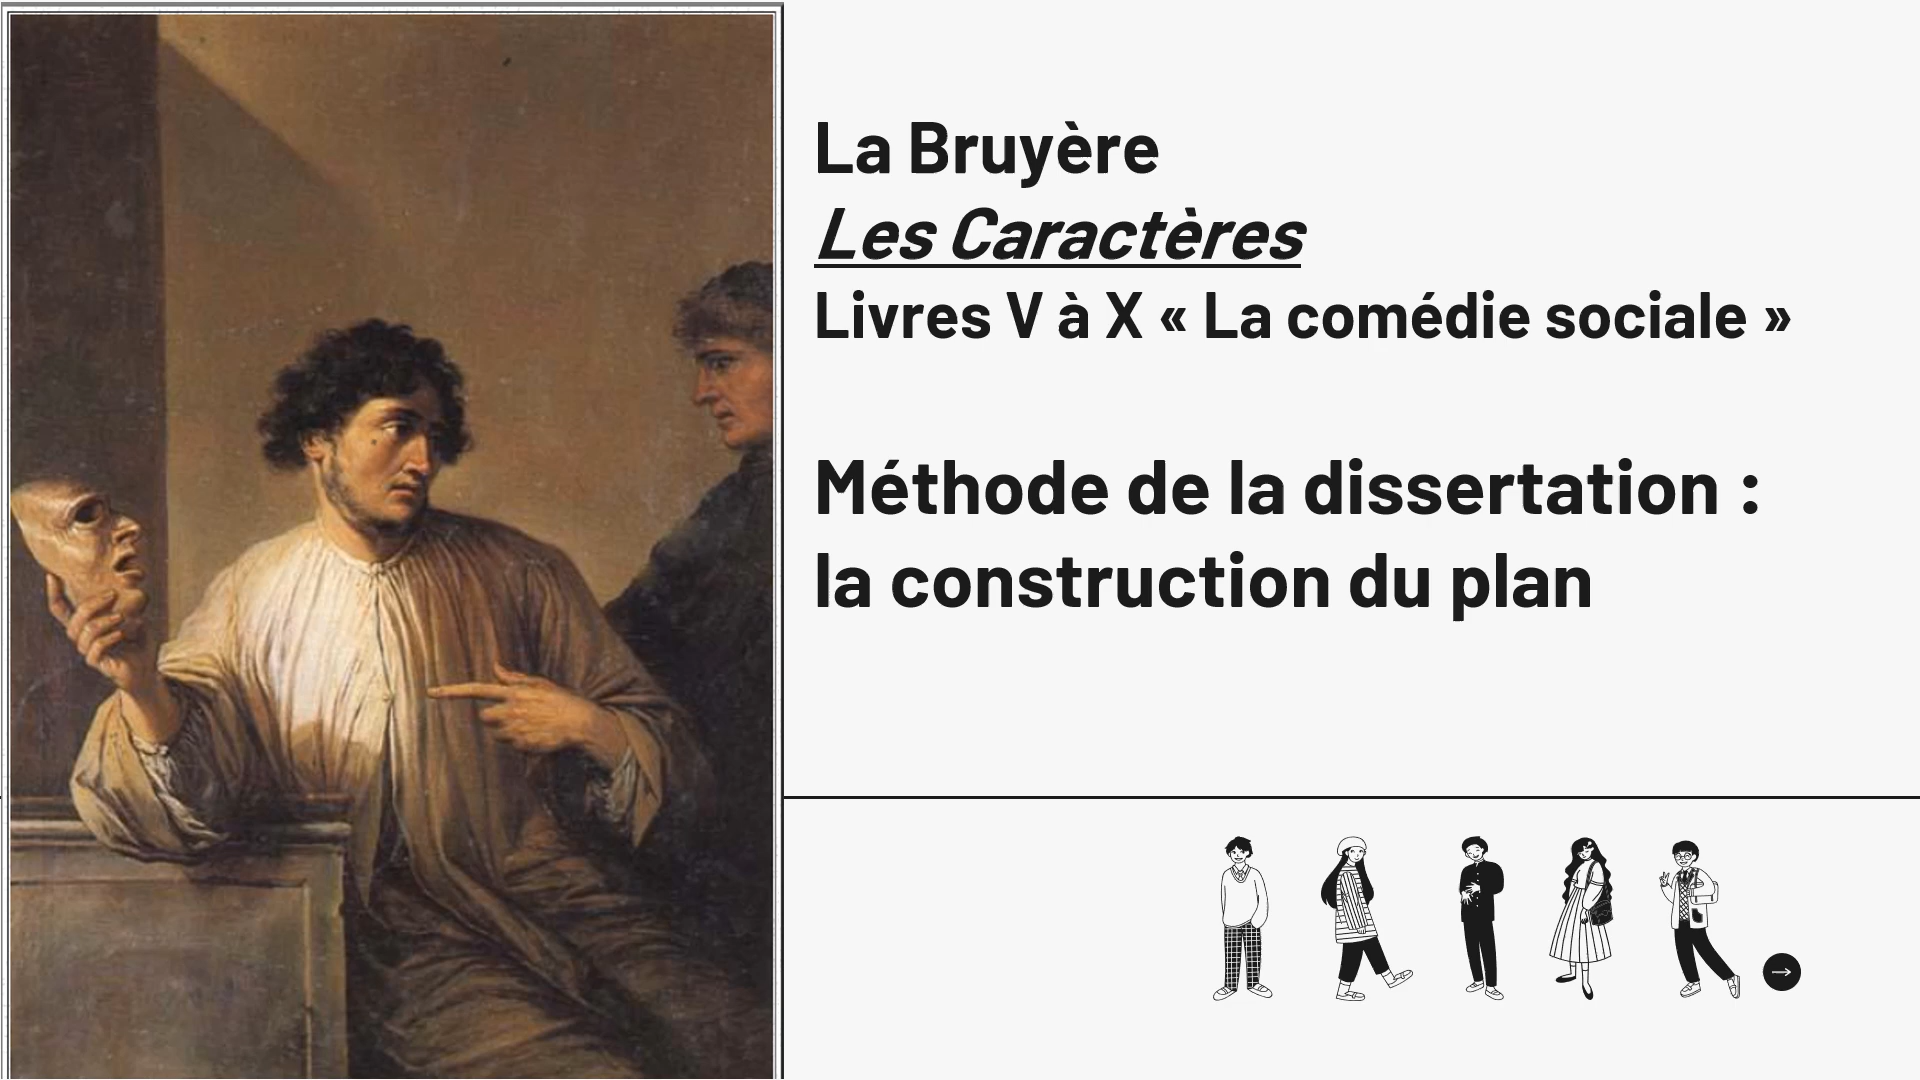 La Bruyère
Les Caractères
Livres V à X « La comédie sociale »
Méthode de la dissertation :
la construction du plan